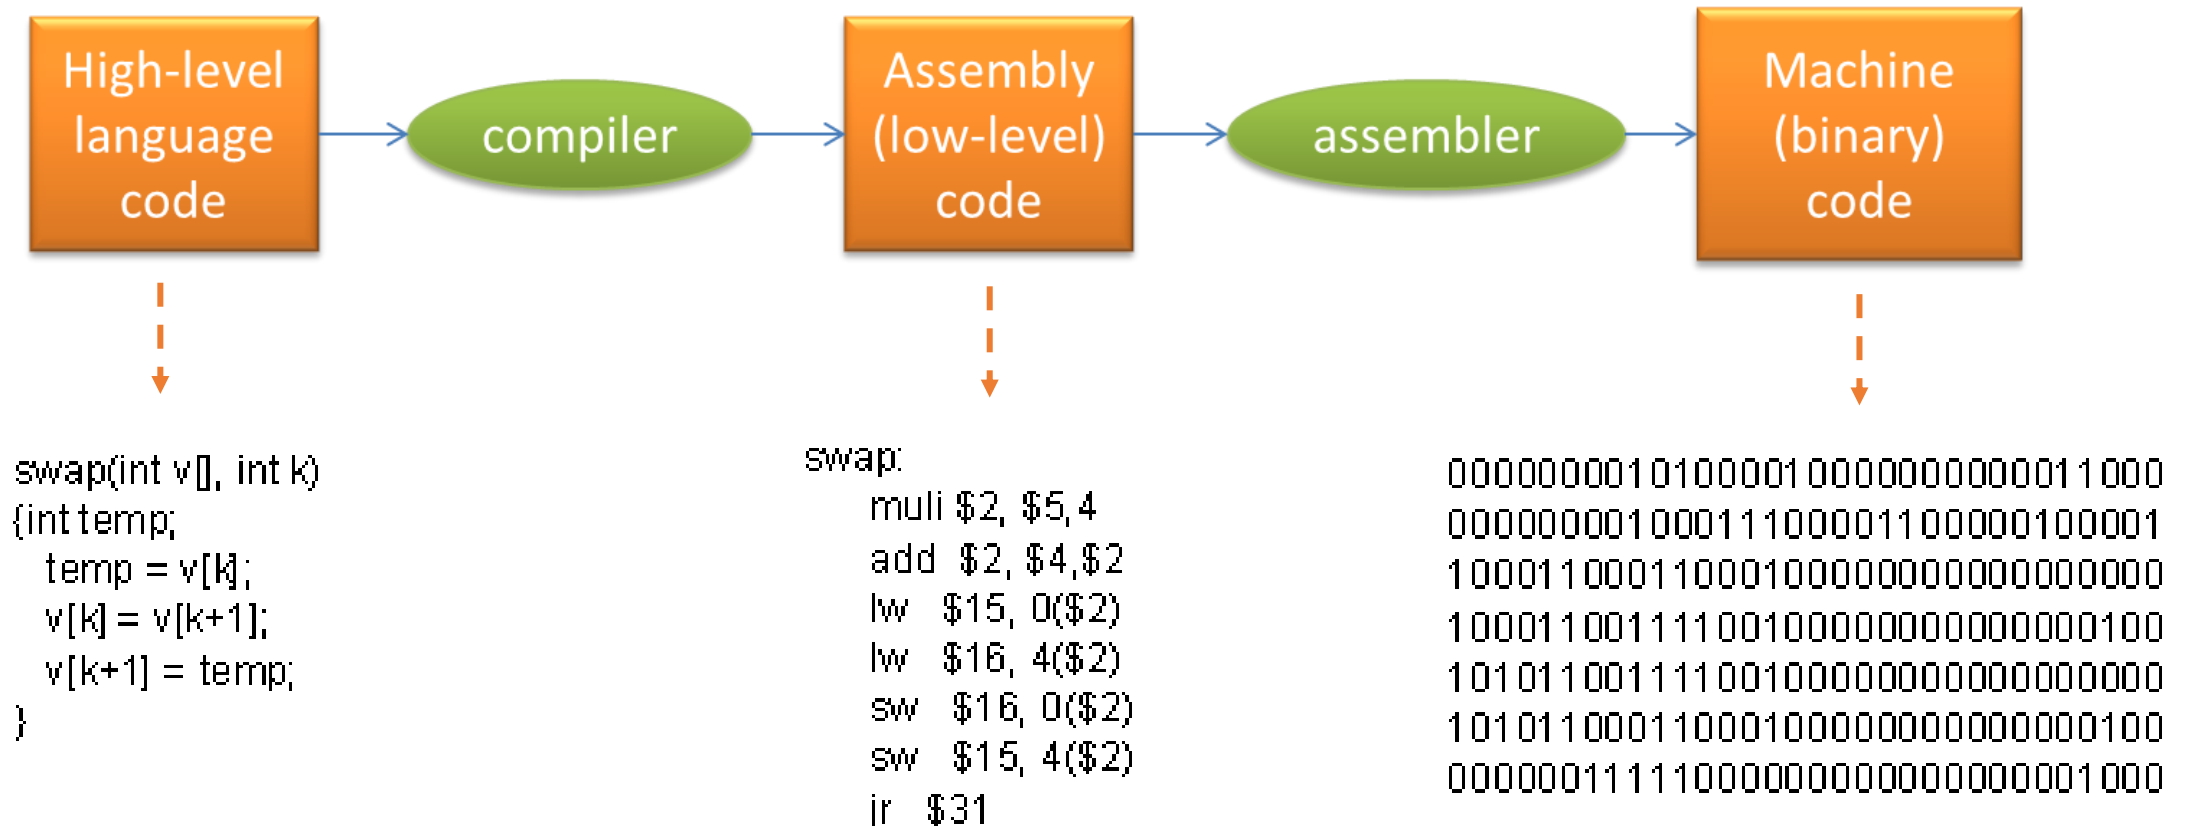 High-level
language
code
compiler
Assembly
(low-level)
code
assembler
Machine
(binary)
code
swap(int v[], int k)
{int temp;
temp = v[k];
v[k] = v[k+1];
v[k+1] = temp;
}
swap:
muli $2, $5,4
add $2, $4,$2
lw $15, 0($2)
lw $16, 4($2)
sw $16, 0($2)
sw $15, 4($2)
jr $31
00000000101000010000000000011000
00000000100011100001100000100001
10001100011000100000000000000000
10001100111100100000000000000100
10101100111100100000000000000000
10101100011000100000000000000100
00000011111000000000000000001000